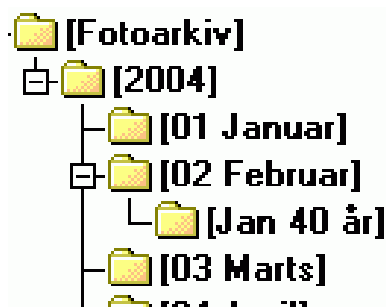 [Fotoarkiv]
[2004]
[01 Januar]
[02 Februar]
[Jan 40 år]
[03 Marts]